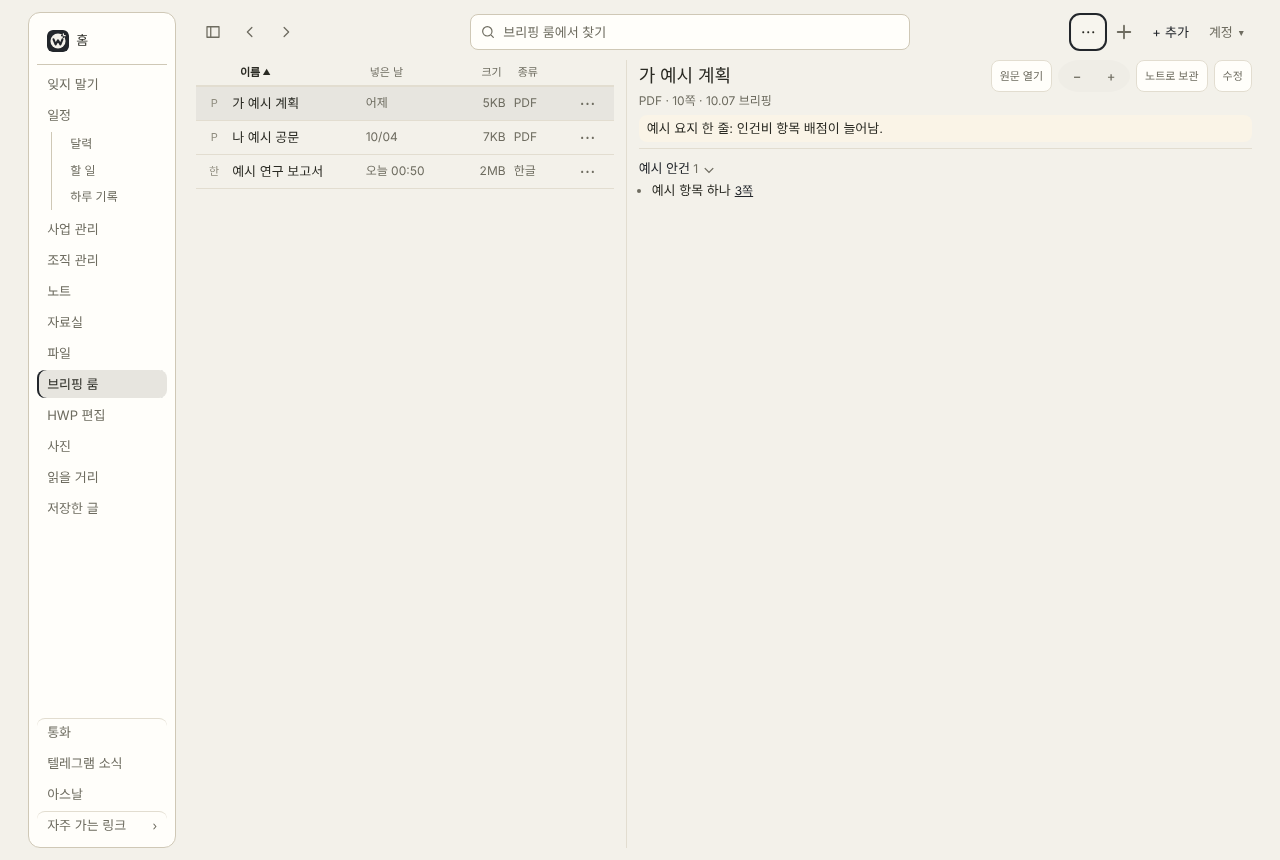 홈
잊지 말기
일정
달력
할 일
하루 기록
사업 관리
조직 관리
노트
자료실
파일
브리핑 룸
HWP 편집
사진
읽을 거리
저장한 글
통화
텔레그램 소식
아스날
자주 가는 링크 ›
브리핑 룸에서 찾기
··· + 추가 계정 ▾
이름 ▲ 넣은 날 크기 종류
P 가 예시 계획 어제 5KB PDF ···
P 나 예시 공문 10/04 7KB PDF ···
한 예시 연구 보고서 오늘 00:50 2MB 한글 ···
가 예시 계획
원문 열기 − + 노트로 보관 수정
PDF · 10쪽 · 10.07 브리핑
예시 요지 한 줄: 인건비 항목 배점이 늘어남.
예시 안건 1
• 예시 항목 하나 3쪽